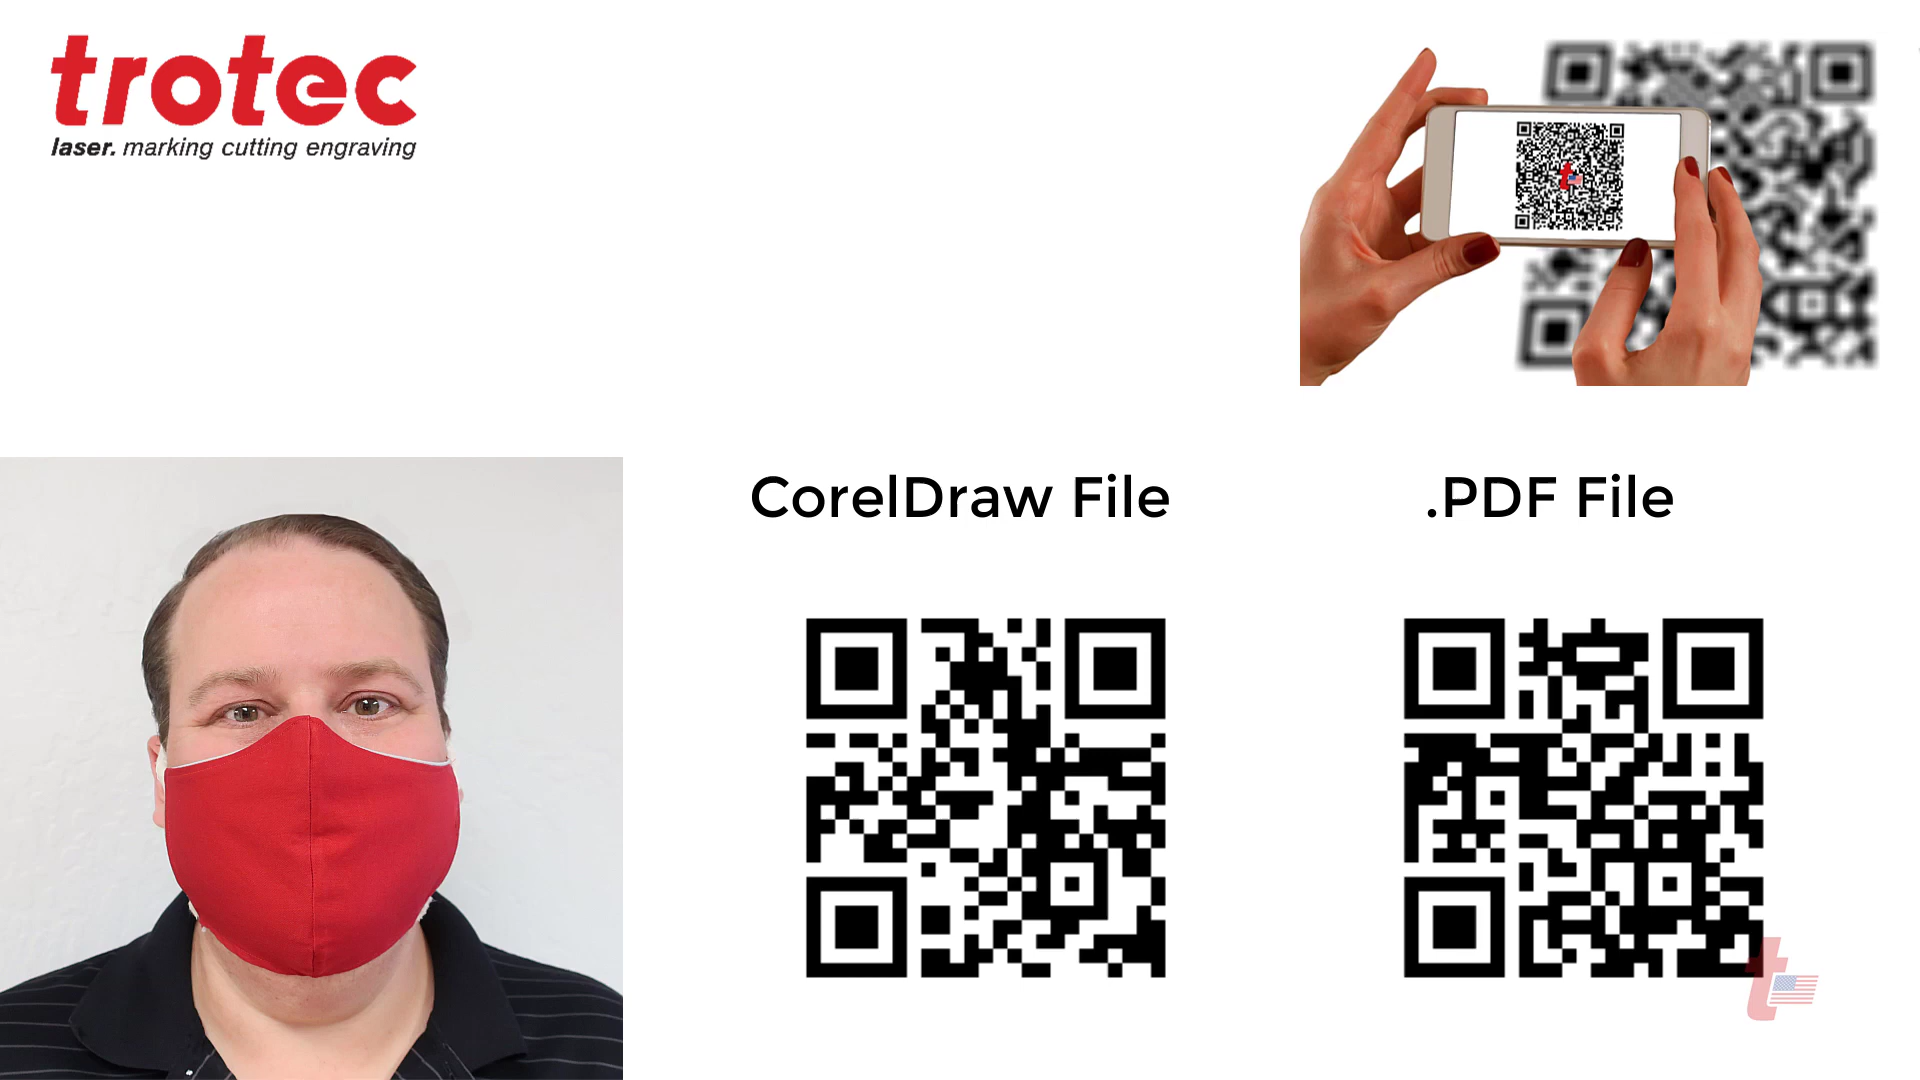 trotec
laser. marking cutting engraving
CorelDraw File
.PDF File
t